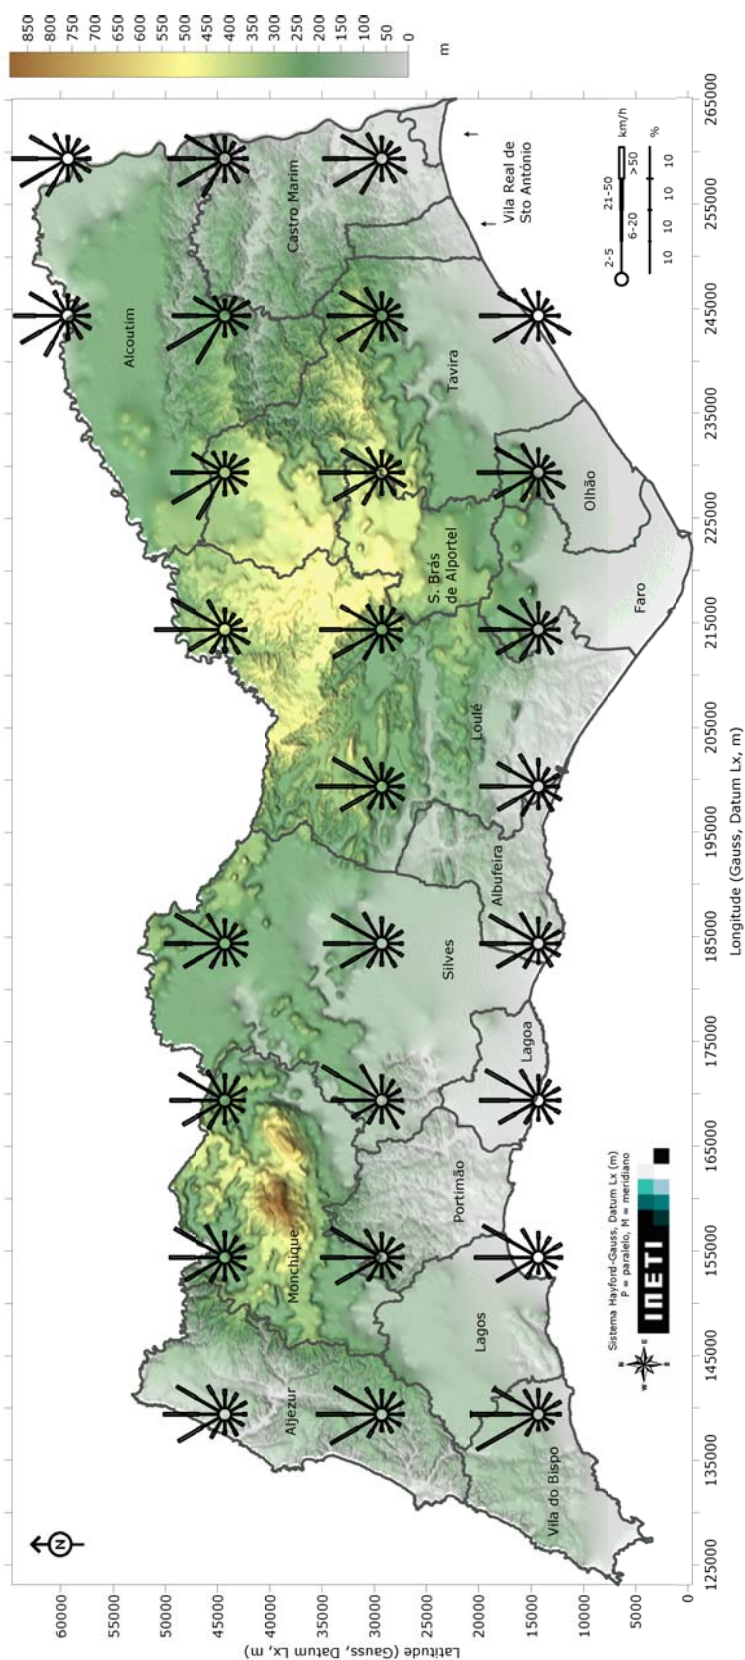 850
800
750
700
650
600
550
500
450
400
350
300
250
200
150
100
50
0
m
Alcoutim
Castro Marim
Vila Real de
Sto António
Tavira
Olhão
S. Brás
de Alportel
Faro
Loulé
Albufeira
Silves
Lagoa
Portimão
Monchique
Lagos
Aljezur
Vila do Bispo
N
2-5
21-50
km/h
6-20
>50
10
10
10
10
%
Sistema Hayford-Gauss, Datum Lx (m)
P = paralelo, M = meridiano
INETI
N
W
E
60000
55000
50000
45000
40000
35000
30000
25000
20000
15000
10000
5000
0
Latitude (Gauss, Datum Lx, m)
125000
135000
145000
155000
165000
175000
185000
195000
205000
215000
225000
235000
245000
255000
265000
Longitude (Gauss, Datum Lx, m)